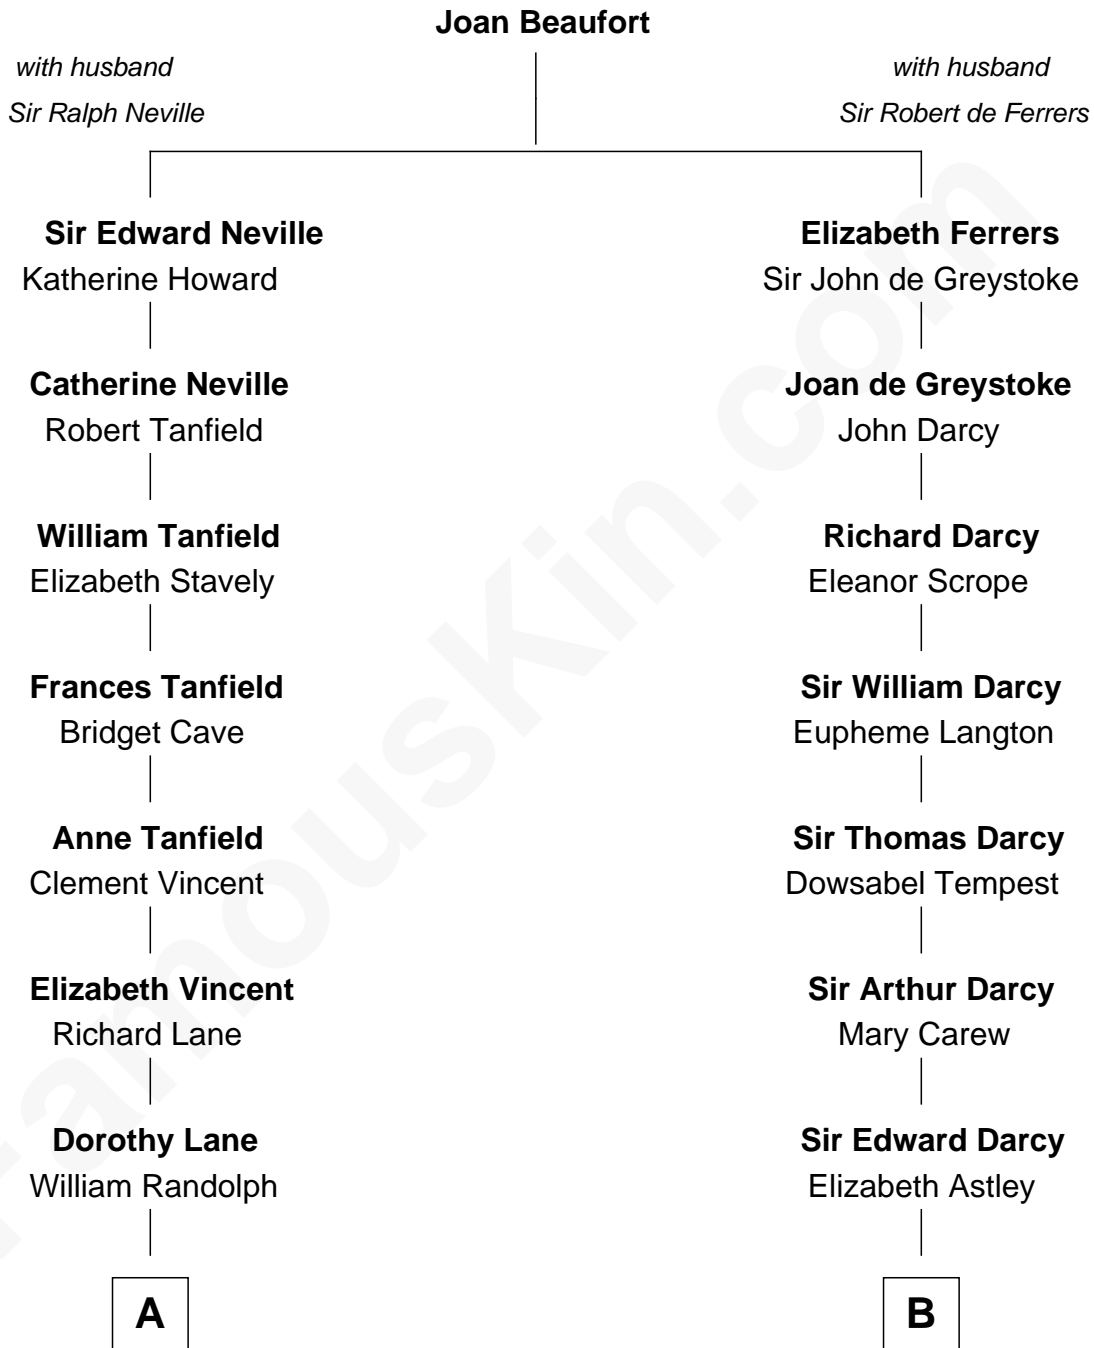 Joan Beaufort
with husband
Sir Ralph Neville
with husband
Sir Robert de Ferrers
Sir Edward Neville
Katherine Howard
Catherine Neville
Robert Tanfield
William Tanfield
Elizabeth Stavely
Frances Tanfield
Bridget Cave
Anne Tanfield
Clement Vincent
Elizabeth Vincent
Richard Lane
Dorothy Lane
William Randolph
A
Elizabeth Ferrers
Sir John de Greystoke
Joan de Greystoke
John Darcy
Richard Darcy
Eleanor Scrope
Sir William Darcy
Eupheme Langton
Sir Thomas Darcy
Dowsabel Tempest
Sir Arthur Darcy
Mary Carew
Sir Edward Darcy
Elizabeth Astley
B
FamousKin.com